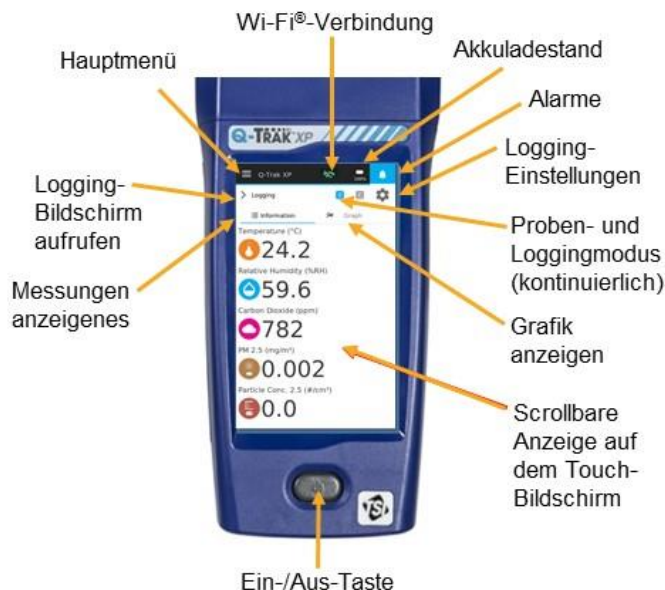 Wi-Fi®-Verbindung
Hauptmenü
Akkuladestand
Alarme
Logging-
Einstellungen
Logging-
Bildschirm
aufrufen
Proben- und
Loggingmodus
(kontinuierlich)
Messungen
anzeigenes
Grafik
anzeigen
Scrollbare
Anzeige auf
dem Touch-
Bildschirm
Ein-/Aus-Taste
Q-TRAK XP
Q-Trak XP
100%
Logging
Information
Graph
Temperature (°C)
24.2
Relative Humidity (%RH)
59.6
Carbon Dioxide (ppm)
782
PM 2.5 (mg/m³)
0.002
Particle Conc. 2.5 (#/cm³)
0.0
TSI